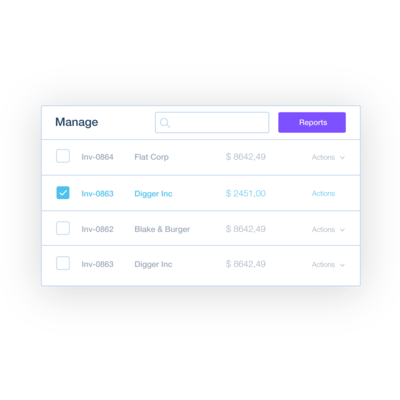 Manage Reports
Inv-0864 Flat Corp $ 8642,49 Actions
Inv-0863 Digger Inc $ 2451,00 Actions
Inv-0862 Blake & Burger $ 8642,49 Actions
Inv-0863 Digger Inc $ 8642,49 Actions